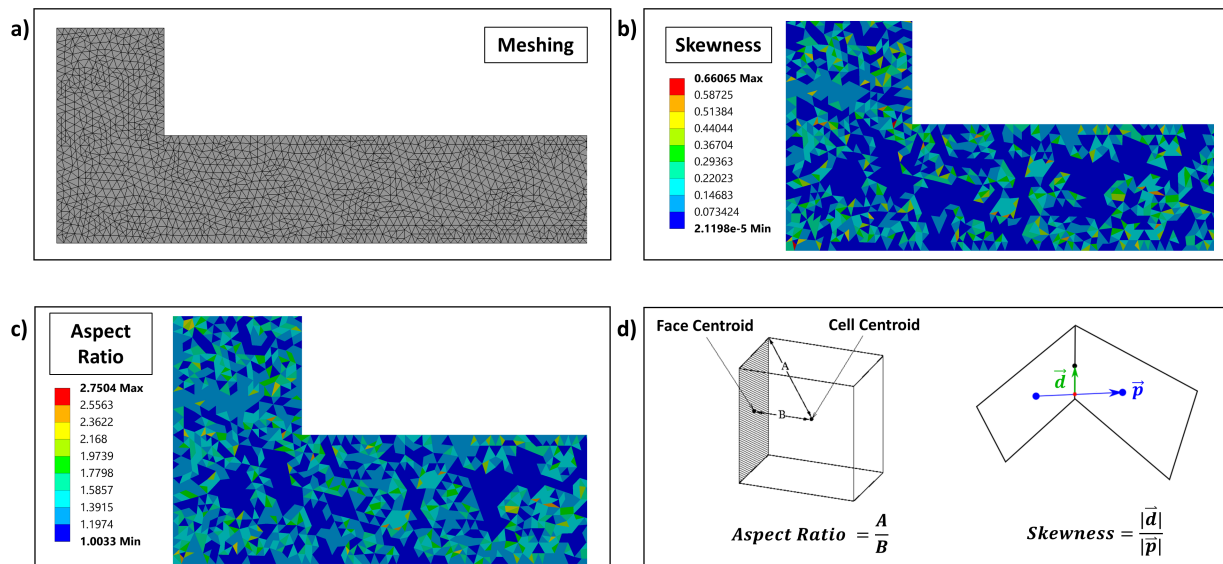 a)
Meshing
b)
Skewness
0.66065 Max
0.58725
0.51384
0.44044
0.36704
0.29363
0.22023
0.14683
0.073424
2.1198e-5 Min
c)
Aspect
Ratio
2.7504 Max
2.5563
2.3622
2.168
1.9739
1.7798
1.5857
1.3915
1.1974
1.0033 Min
d)
Face Centroid
Cell Centroid
A
B
Aspect Ratio = A/B
d
p
Skewness = |d|/|p|